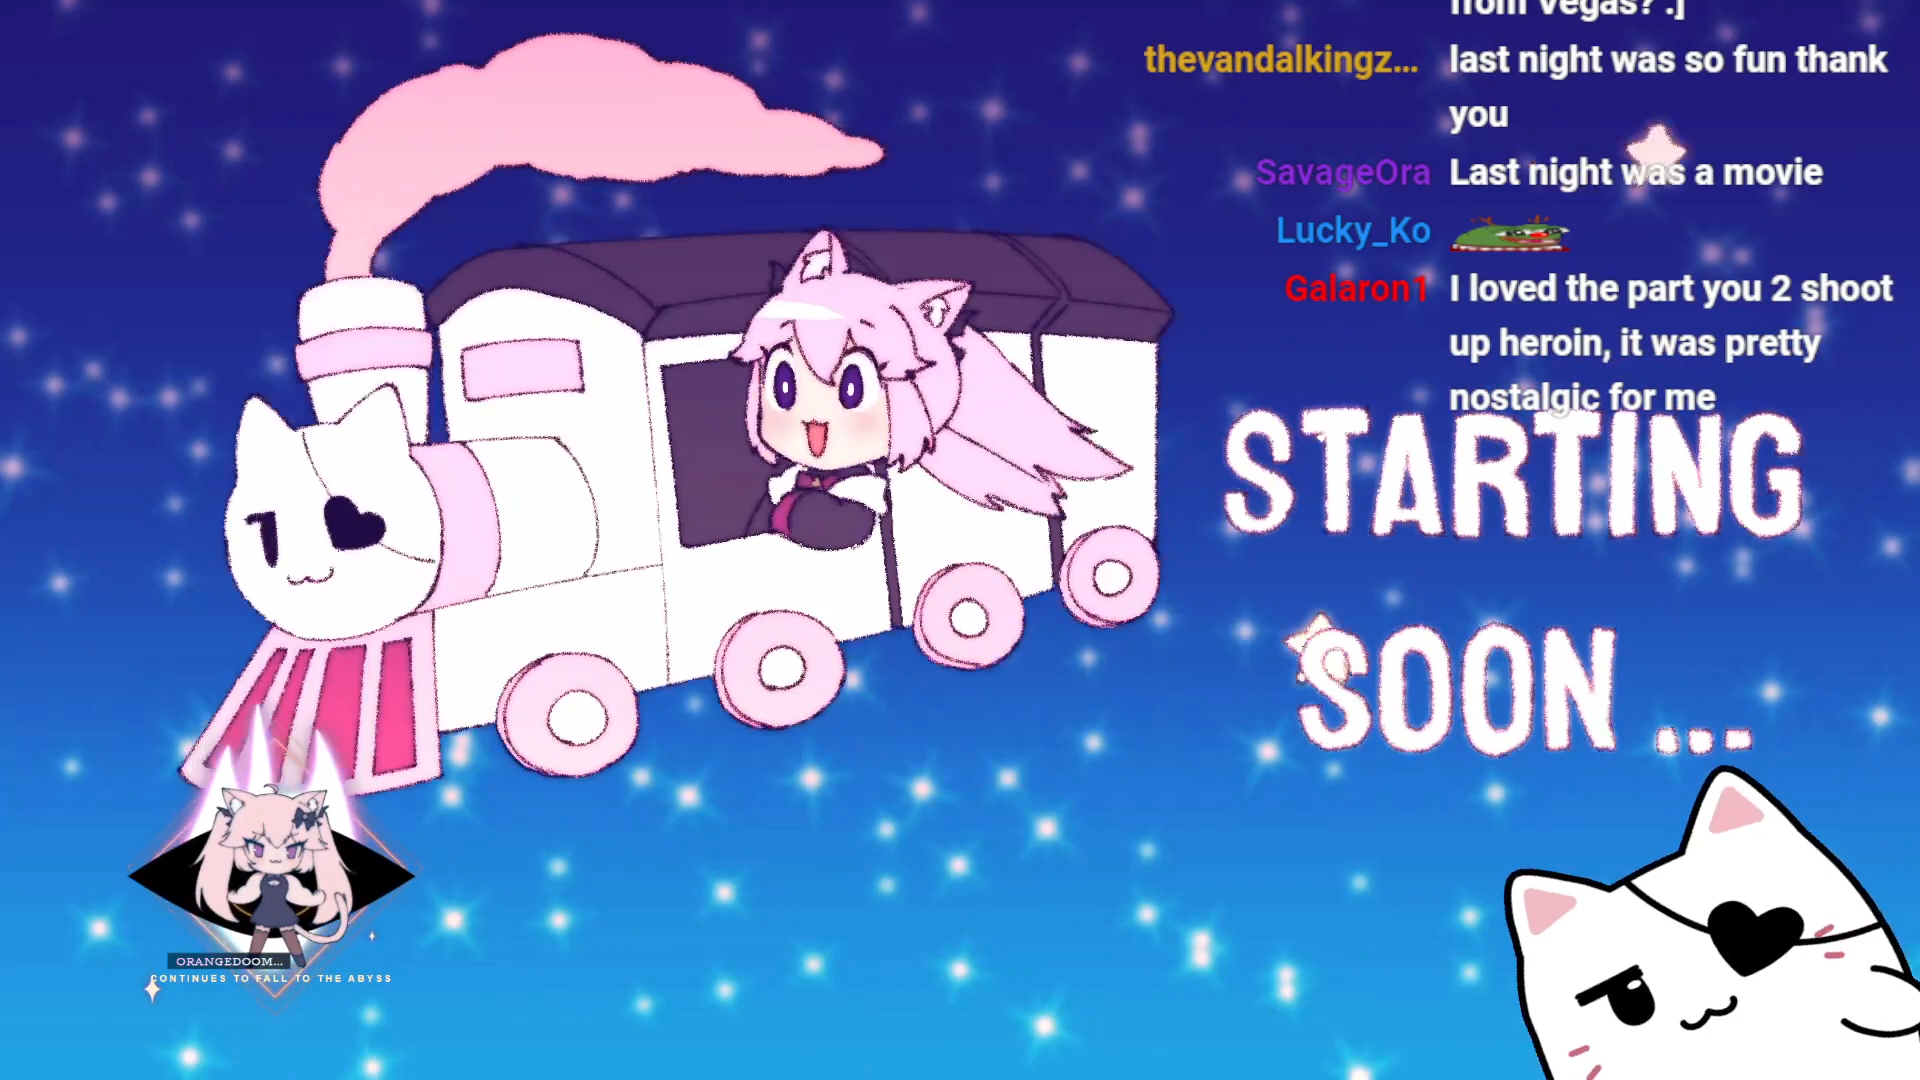 from Vegas? :]
thevandalkingz... last night was so fun thank
you
SavageOra Last night was a movie
Lucky_Ko
Galaron1 I loved the part you 2 shoot
up heroin, it was pretty
nostalgic for me
STARTING
SOON ...
ORANGEDOOM...
CONTINUES TO FALL TO THE ABYSS